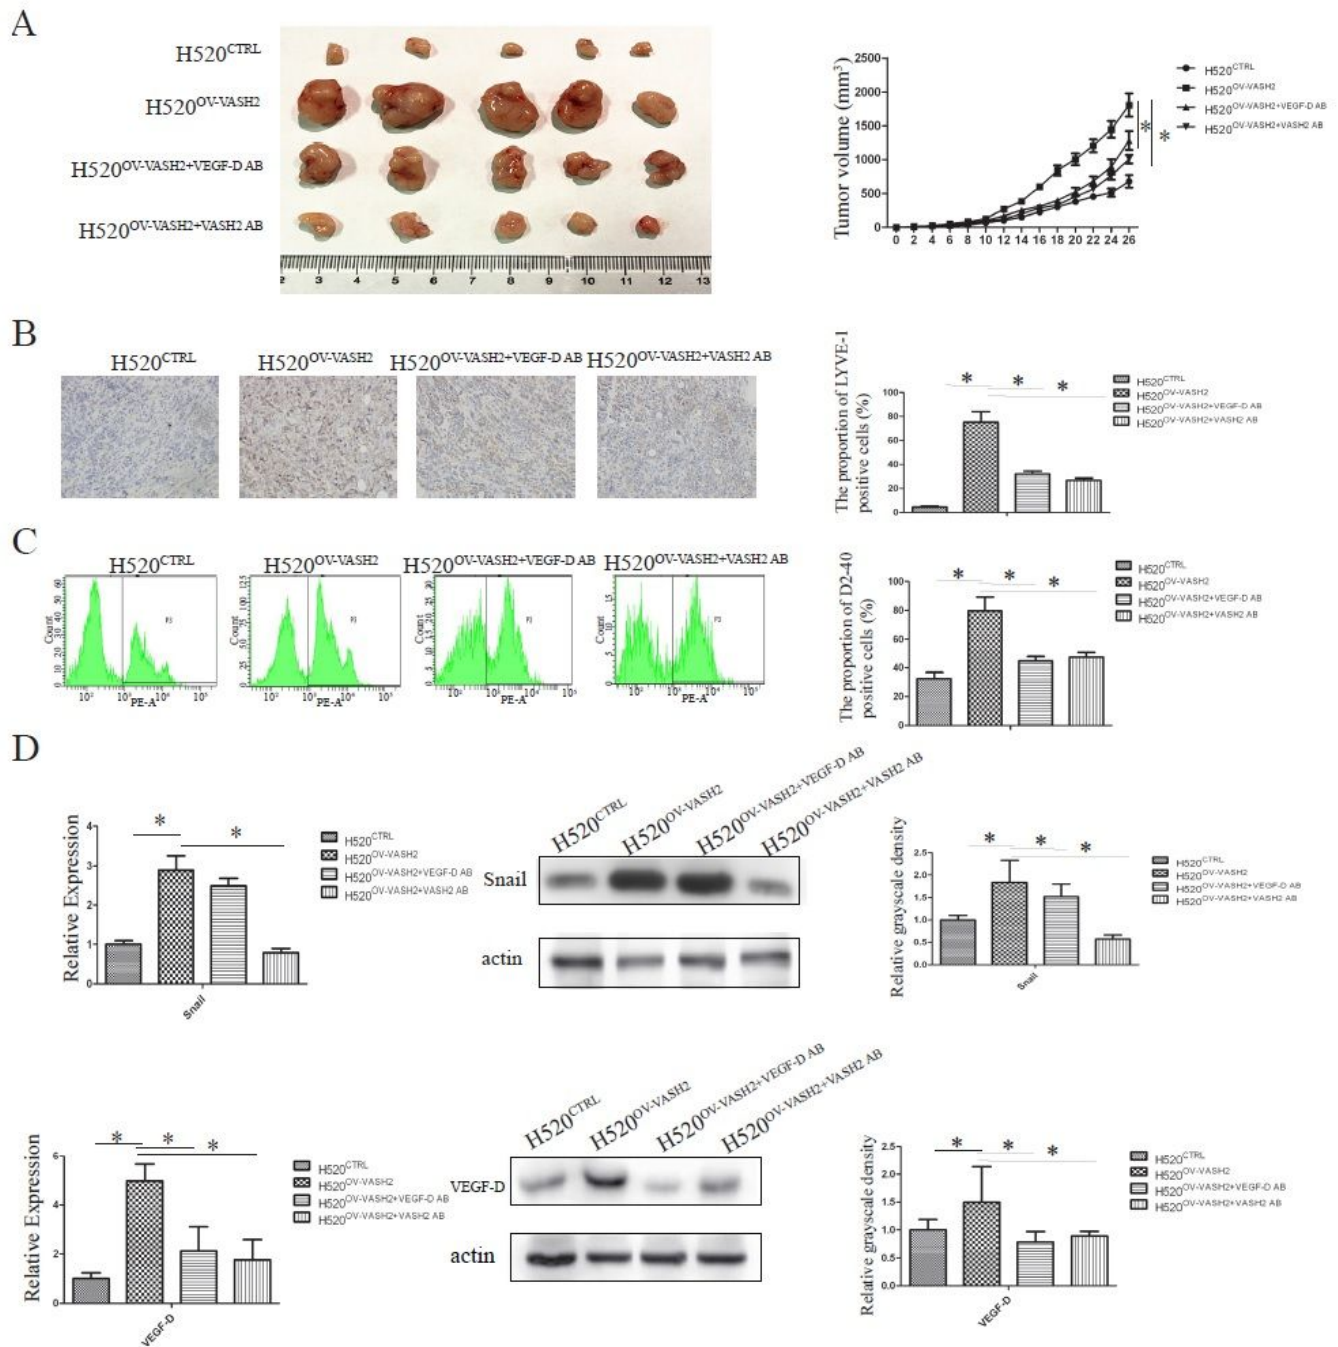 A
H520CTRL
H520OV-VASH2
H520OV-VASH2+VEGF-D AB
H520OV-VASH2+VASH2 AB
2 3 4 5 6 7 8 9 10 11 12 13
Tumor volume (mm3)
2500
2000
1500
1000
500
0
0 2 4 6 8 10 12 14 16 18 20 22 24 26
H520CTRL
H520OV-VASH2
H520OV-VASH2+VEGF-D AB
H520OV-VASH2+VASH2 AB
* *
B
H520CTRL H520OV-VASH2 H520OV-VASH2+VEGF-D AB H520OV-VASH2+VASH2 AB
The proportion of LYVE-1
positive cells (%)
100
80
60
40
20
0
* * *
H520CTRL
H520OV-VASH2
H520OV-VASH2+VEGF-D AB
H520OV-VASH2+VASH2 AB
C
H520CTRL H520OV-VASH2 H520OV-VASH2+VEGF-D AB H520OV-VASH2+VASH2 AB
Count Count Count Count
PE-A PE-A PE-A PE-A
The proportion of D2-40
positive cells (%)
100
80
60
40
20
0
* * *
H520CTRL
H520OV-VASH2
H520OV-VASH2+VEGF-D AB
H520OV-VASH2+VASH2 AB
D
Relative Expression
4
3
2
1
0
* *
Snail
H520CTRL
H520OV-VASH2
H520OV-VASH2+VEGF-D AB
H520OV-VASH2+VASH2 AB
H520CTRL H520OV-VASH2 H520OV-VASH2+VEGF-D AB H520OV-VASH2+VASH2 AB
Snail
actin
Relative grayscale density
2.5
2.0
1.5
1.0
0.5
0.0
* * *
Snail
H520CTRL
H520OV-VASH2
H520OV-VASH2+VEGF-D AB
H520OV-VASH2+VASH2 AB
Relative Expression
6
4
2
0
* * *
VEGF-D
H520CTRL
H520OV-VASH2
H520OV-VASH2+VEGF-D AB
H520OV-VASH2+VASH2 AB
H520CTRL H520OV-VASH2 H520OV-VASH2+VEGF-D AB H520OV-VASH2+VASH2 AB
VEGF-D
actin
Relative grayscale density
2.5
2.0
1.5
1.0
0.5
0.0
* * *
VEGF-D
H520CTRL
H520OV-VASH2
H520OV-VASH2+VEGF-D AB
H520OV-VASH2+VASH2 AB